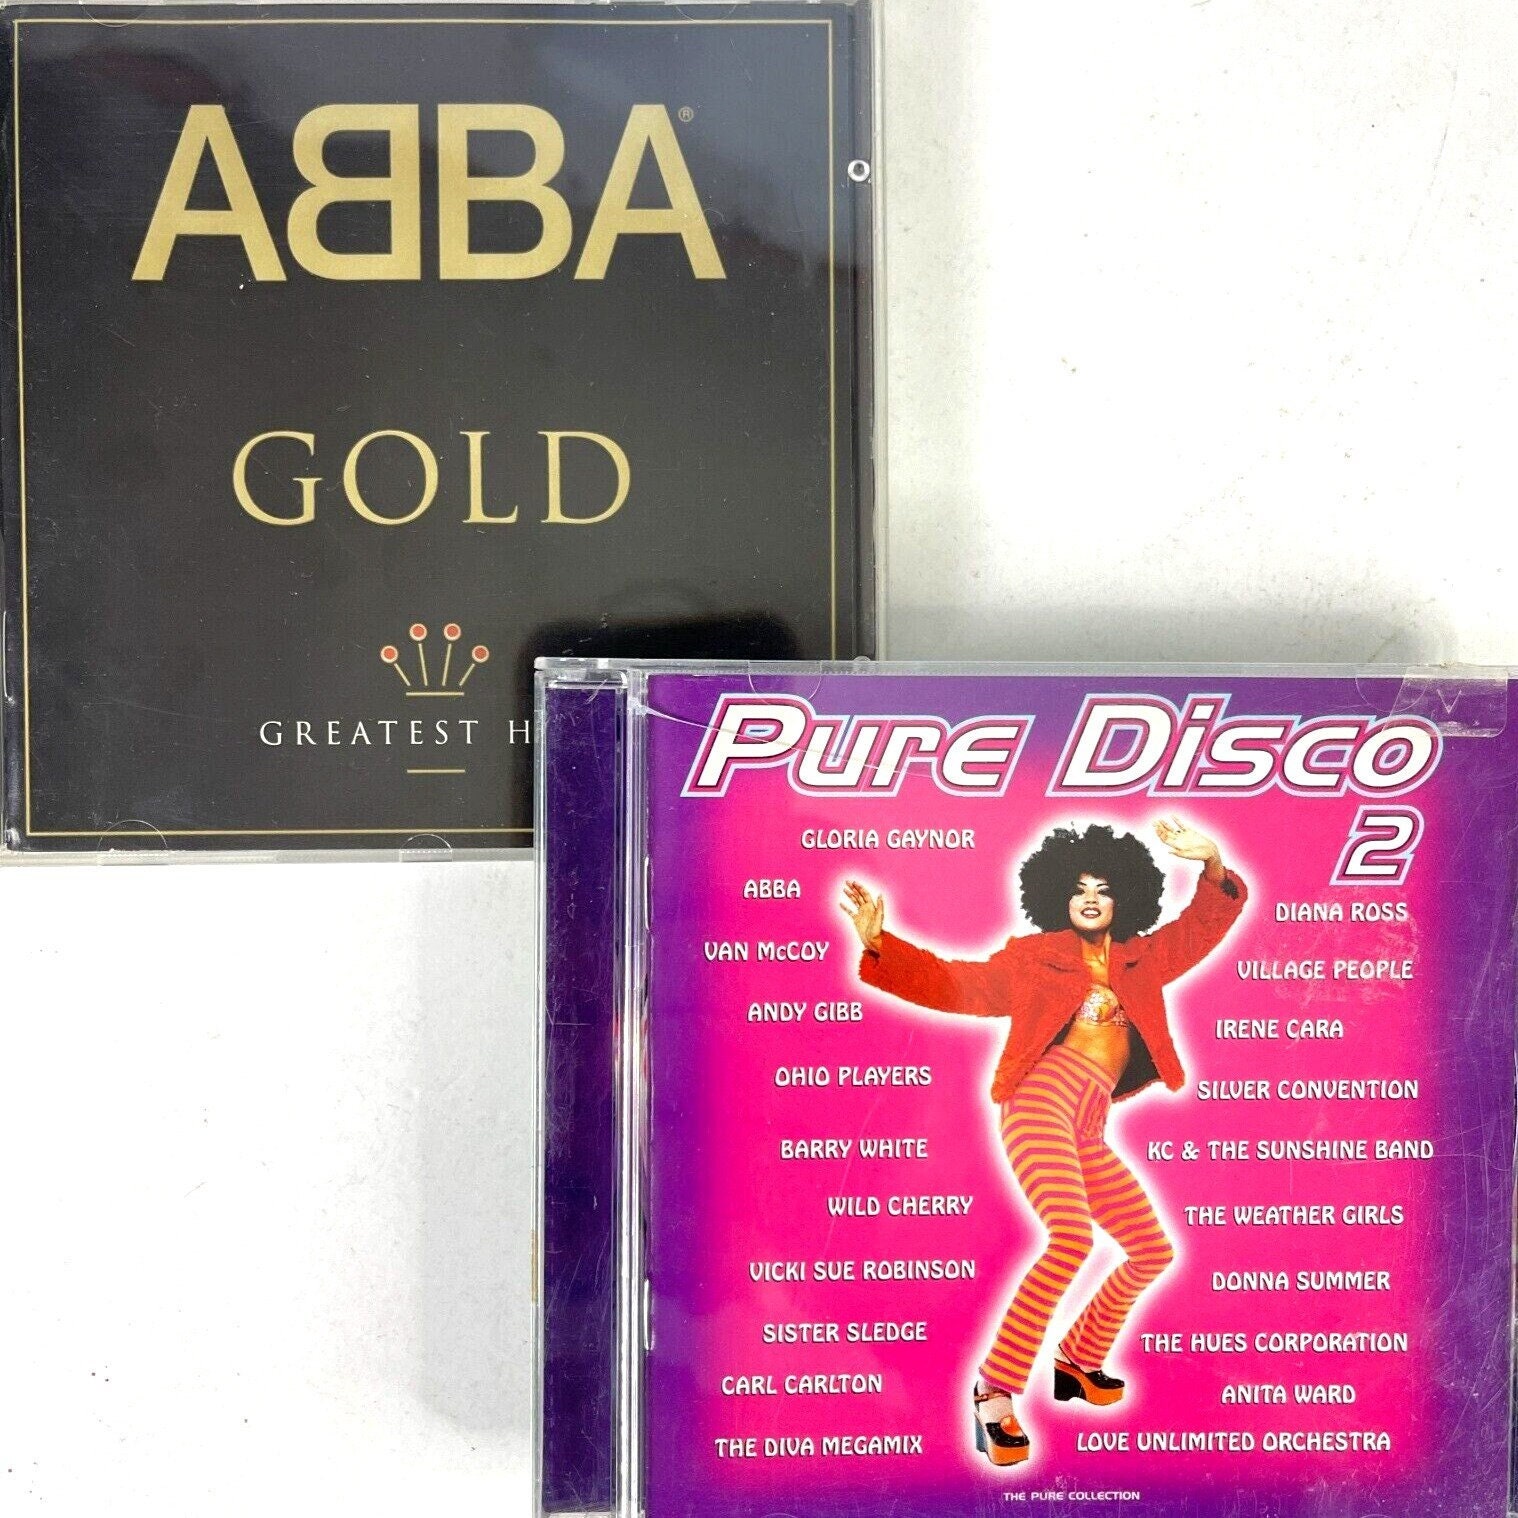 ABBA®
GOLD
GREATEST H
Pure Disco
2
GLORIA GAYNOR
ABBA
DIANA ROSS
VAN McCOY
VILLAGE PEOPLE
ANDY GIBB
IRENE CARA
OHIO PLAYERS
SILVER CONVENTION
BARRY WHITE
KC & THE SUNSHINE BAND
WILD CHERRY
THE WEATHER GIRLS
VICKI SUE ROBINSON
DONNA SUMMER
SISTER SLEDGE
THE HUES CORPORATION
CARL CARLTON
ANITA WARD
THE DIVA MEGAMIX
LOVE UNLIMITED ORCHESTRA
THE PURE COLLECTION